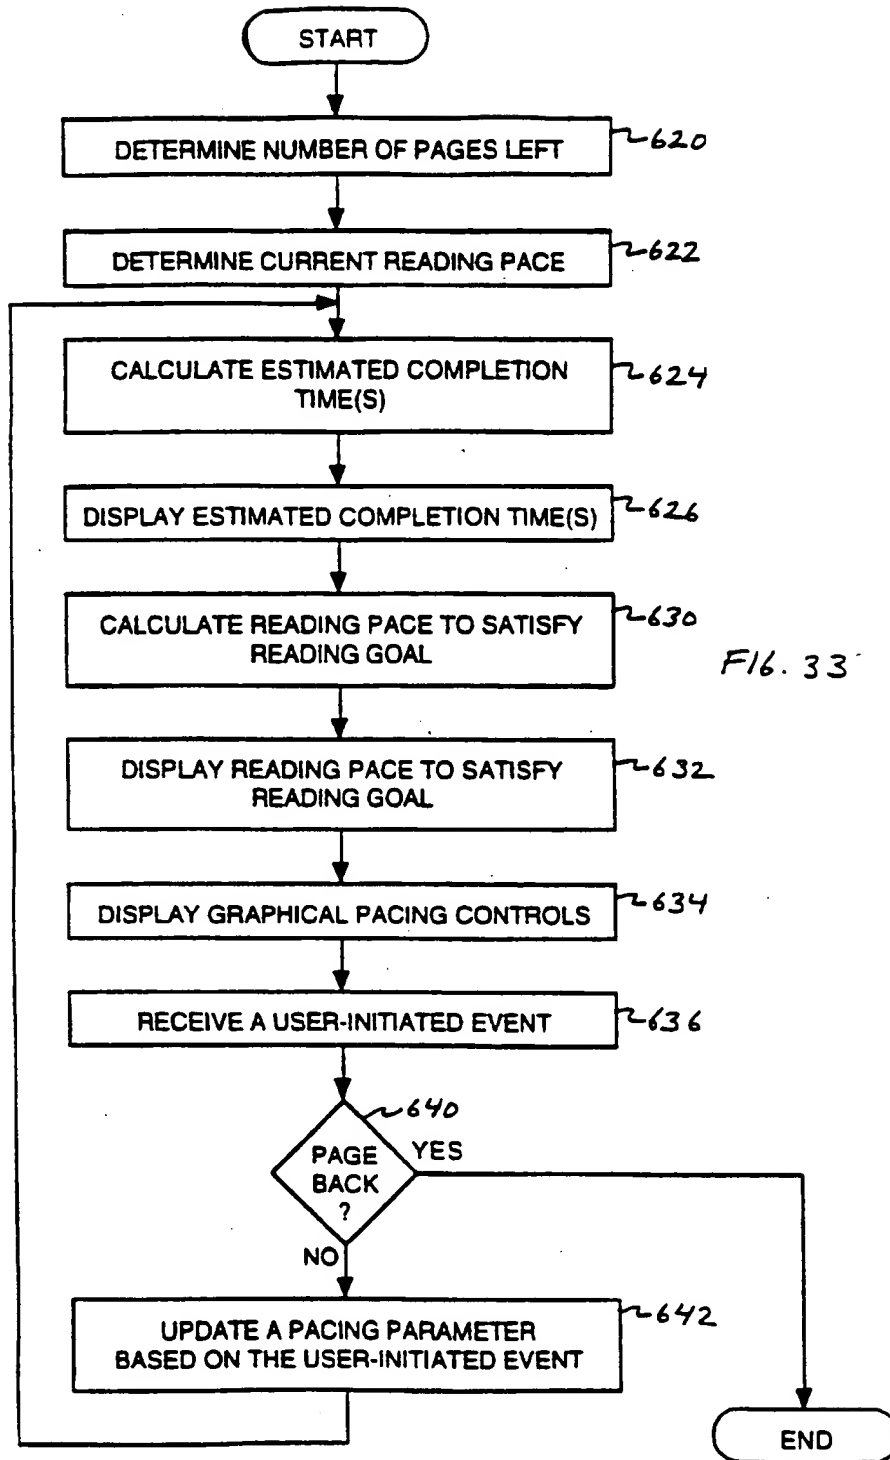 START
DETERMINE NUMBER OF PAGES LEFT
620
DETERMINE CURRENT READING PACE
622
CALCULATE ESTIMATED COMPLETION
TIME(S)
624
DISPLAY ESTIMATED COMPLETION TIME(S)
626
CALCULATE READING PACE TO SATISFY
READING GOAL
630
FIG. 33
DISPLAY READING PACE TO SATISFY
READING GOAL
632
DISPLAY GRAPHICAL PACING CONTROLS
634
RECEIVE A USER-INITIATED EVENT
636
640
PAGE
BACK
?
YES
NO
UPDATE A PACING PARAMETER
BASED ON THE USER-INITIATED EVENT
642
END